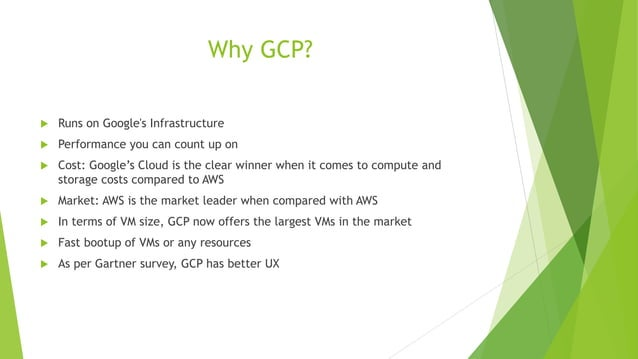 Why GCP?
Runs on Google's Infrastructure
Performance you can count up on
Cost: Google’s Cloud is the clear winner when it comes to compute and
storage costs compared to AWS
Market: AWS is the market leader when compared with AWS
In terms of VM size, GCP now offers the largest VMs in the market
Fast bootup of VMs or any resources
As per Gartner survey, GCP has better UX